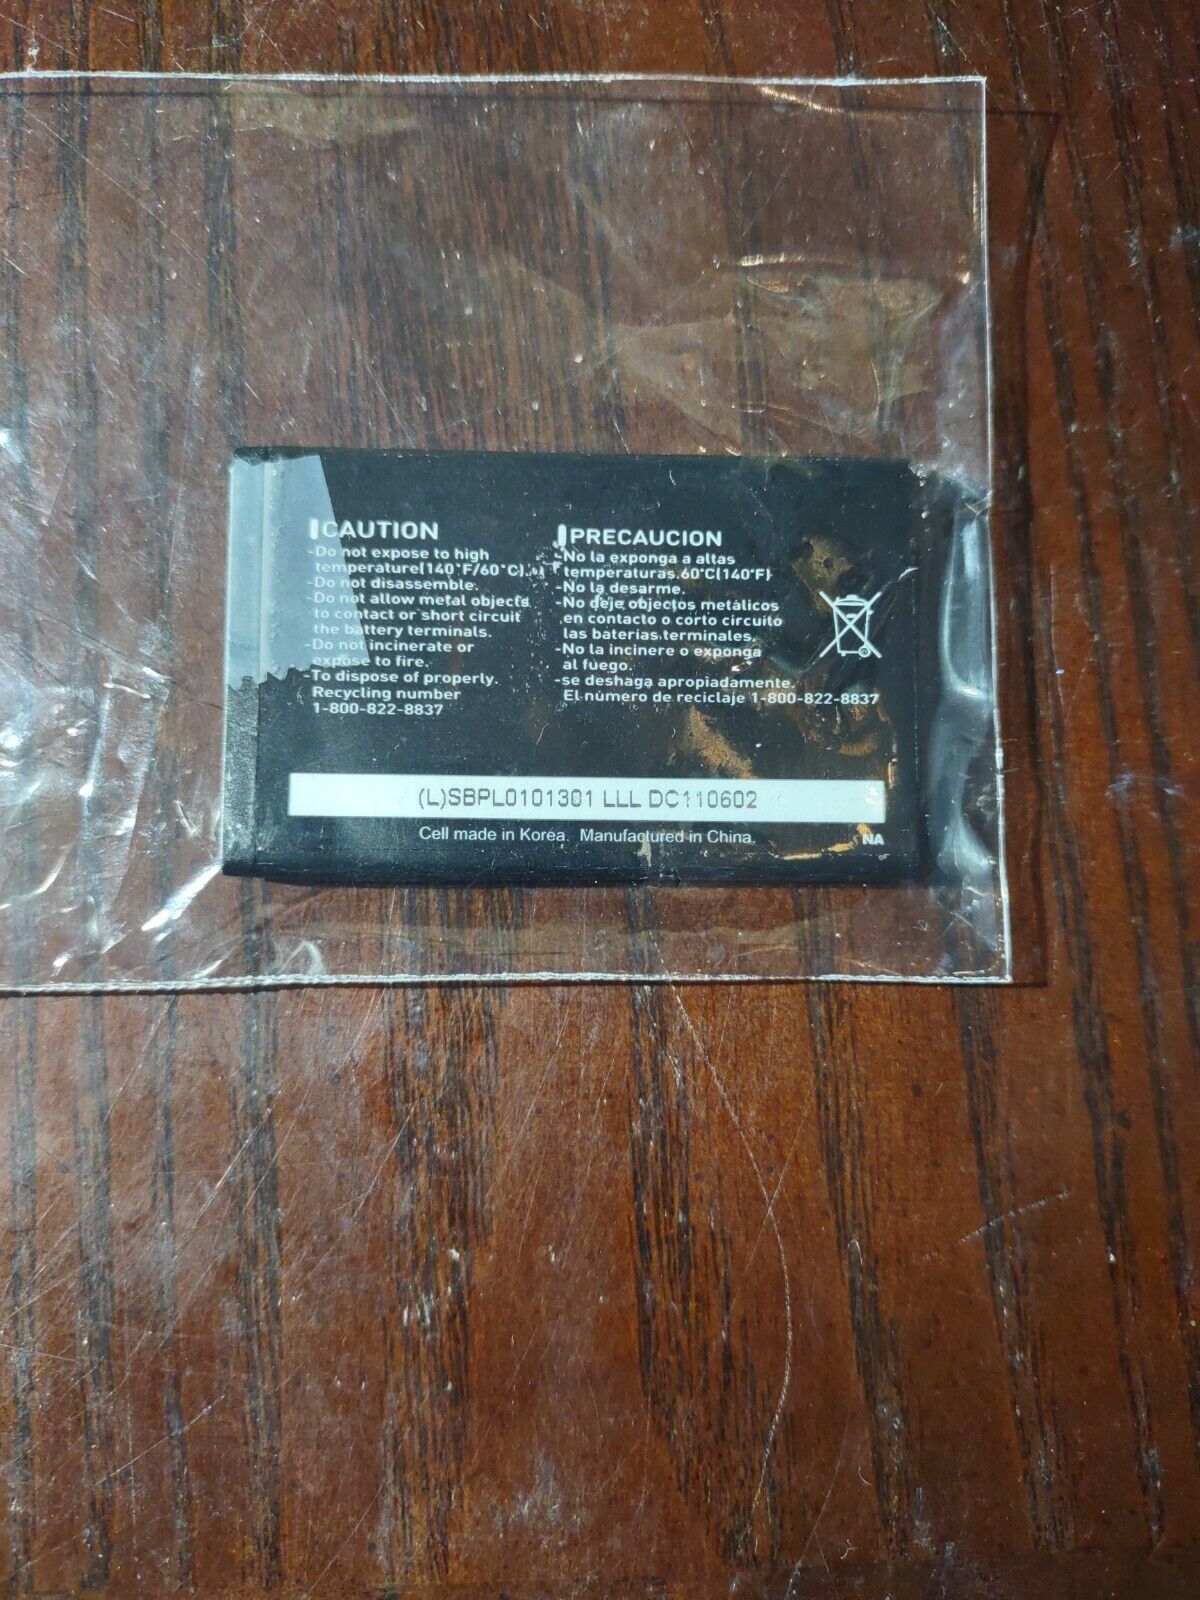 CAUTION
-Do not expose to high
temperature(140°F/60°C).
-Do not disassemble.
-Do not allow metal objects
to contact or short circuit
the battery terminals.
-Do not incinerate or
expose to fire.
-To dispose of properly.
Recycling number
1-800-822-8837
PRECAUCION
-No la exponga a altas
temperaturas.60°C(140°F)
-No la desarme.
-No deje objectos metálicos
en contacto o corto circuito
las baterias terminales.
-No la incinere o exponga
al fuego.
-se deshaga apropiadamente.
El número de reciclaje 1-800-822-8837
(L)SBPL0101301 LLL DC110602
Cell made in Korea. Manufactured in China.
NA